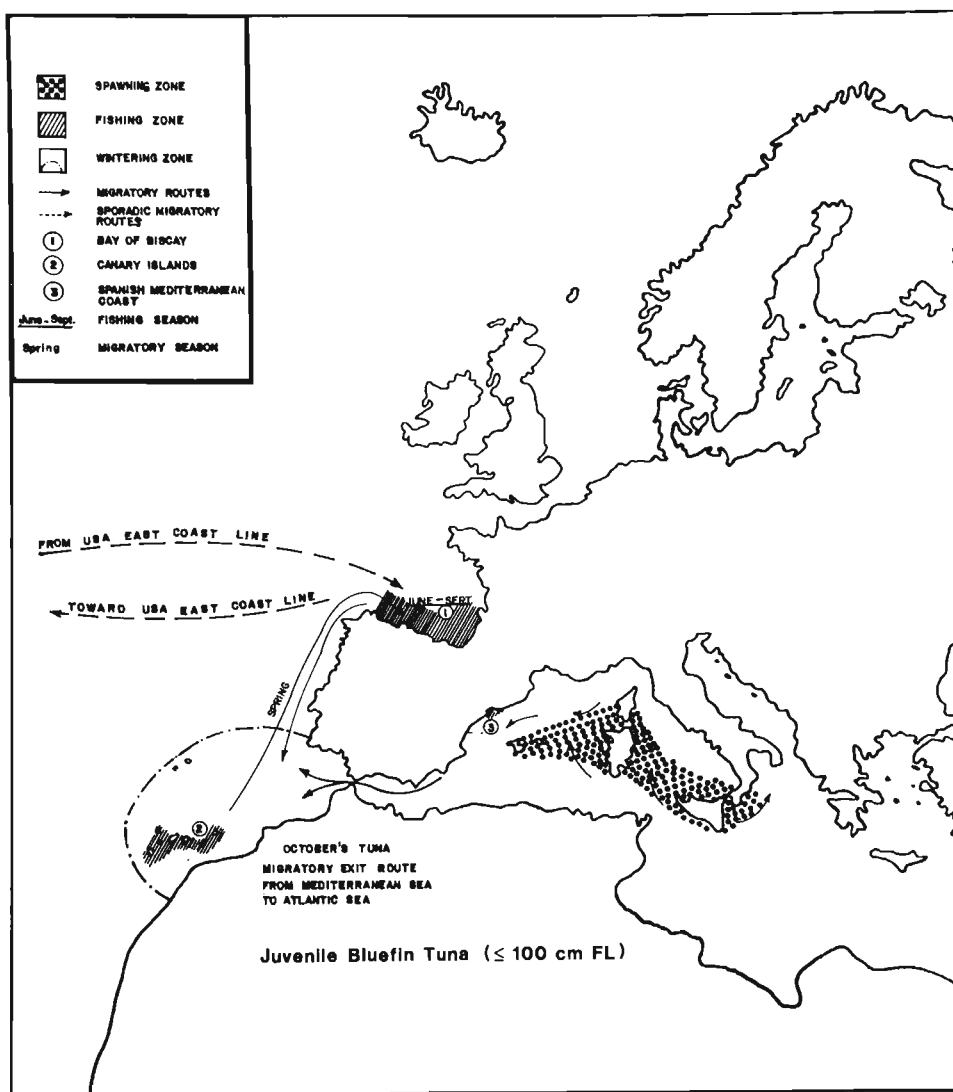 SPAWNING ZONE
FISHING ZONE
WINTERING ZONE
MIGRATORY ROUTES
SPORADIC MIGRATORY
ROUTES
1 BAY OF BISCAY
2 CANARY ISLANDS
3 SPANISH MEDITERRANEAN
COAST
June-Sept. FISHING SEASON
Spring MIGRATORY SEASON
FROM USA EAST COAST LINE
TOWARD USA EAST COAST LINE
JUNE-SEPT.
1
SPRING
3
2
OCTOBER'S TUNA
MIGRATORY EXIT ROUTE
FROM MEDITERRANEAN SEA
TO ATLANTIC SEA
Juvenile Bluefin Tuna (≤ 100 cm FL)